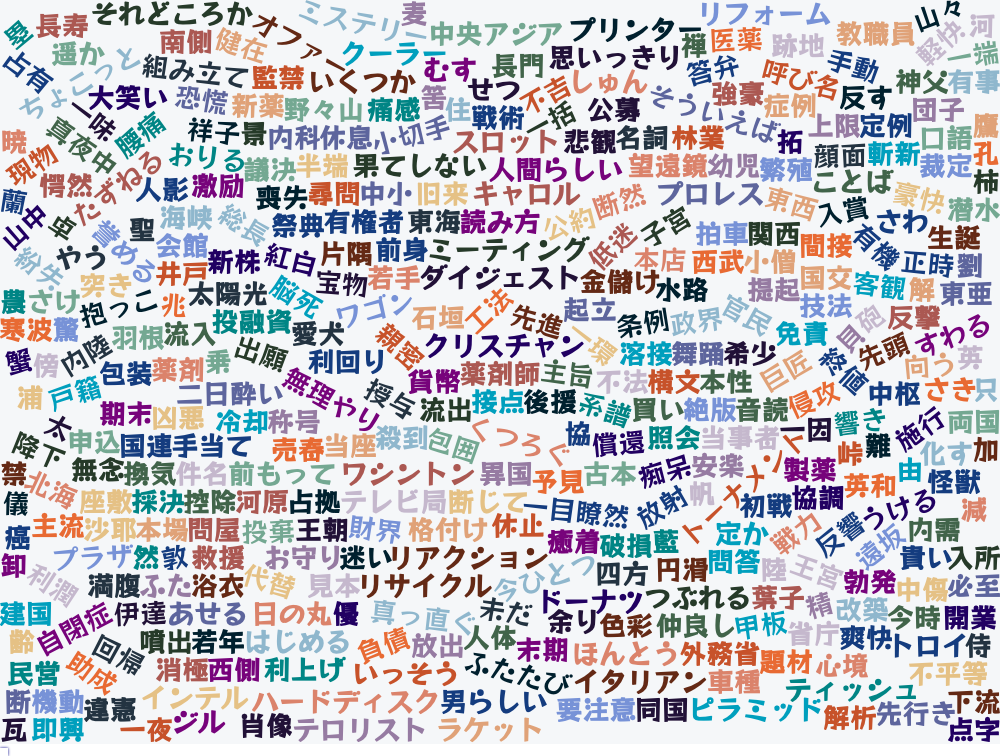 塁 長寿 それどころか オファー ミステリー 麦 中央アジア プリンター リフォーム 教職員 山々 河
遥か 南側 健在 クーラー 思いっきり 禅 医薬 跡地 軽快 一端
占有 ちょこっと 組み立て 監禁 いくつか むす 長門 答弁 呼び名 手動 神父 有事
大笑い 恐慌 新薬 野々山 痛感 筈 住 せつ 不吉 しゅん 強豪 症例 反す 団子
一味 戦術 一括 公募 そういえば 上限 定例 口語 鷹
暁 真夜中 腰痛 祥子 景 内科 休息 小切手 スロット 悲観 名詞 林業 拓
現物 おりる 議決 半端 果てしない 人間らしい 望遠鏡 幼児 繁殖 顔面 斬新 裁定 孔
愕然 たずねる 人影 激励 喪失 尋問 中小 旧来 キャロル 断然 プロレス 東西 ことば 豪快 柿
蘭 山中 卓 聖 海峡 総長 祭典 有権者 東海 読み方 公約 低迷 子宮 拍車 関西 入賞 さわ 潜水
やう 誉める 会館 新株 紅白 片隅 前身 ミーティング 本店 西武 小僧 間接 有機 正時 生誕 劉
紛失 突き 井戸 宝物 若手 ダイジェスト 金儲け 水路 提起 国交 客観 解 東亜
農 さけ 抱っこ 兆 太陽光 脳死 ワゴン 石垣 工法 先進 起立 条例 政界 官民 技法 砲 反撃
寒波 驚 羽根 流入 投融資 愛犬 親密 クリスチャン 一環 溶接 舞踊 希少 免責 貝 先頭 すわる
蟹 傍 内陸 包装 薬剤 乗 出願 利回り 貨幣 薬剤師 主旨 不法 構文 本性 巨匠 終値 向う 英
浦 戸籍 二日酔い 無理やり 授与 流出 接点 後援 系譜 買い 絶版 音読 侵攻 中枢 さき 只
太 期末 凶悪 冷却 称号 くつろぐ 協 償還 照会 当事者 一因 響き 施行 両国
降下 申込 国連 手当て 売春 当座 殺到 包囲 トーナメント 峠 難 化す 加
禁 無念 換気 件名 前もって ワシントン 異国 予見 古本 痴呆 安楽 製薬 英和 由 怪獣
儀 北海 座敷 採決 控除 河原 占拠 テレビ局 断じて 一目瞭然 放射 帆 初戦 協調 うける 減
癌 主流 沙耶 本場 問屋 投棄 王朝 財界 格付け 休止 癒着 破損 藍 定か 戦力 反響 遠坂 内需
卸 プラザ 然 敦 救援 お守り 迷い リアクション 四方 円滑 問答 陸 王宮 貴い 入所
利潤 満腹 ふた 浴衣 代替 見本 リサイクル 今ひとつ ドーナツ つぶれる 葉子 精 勃発 中傷 必至
建国 自閉症 伊達 あせる 日の丸 優 真っ直ぐ 未だ 余り 色彩 仲良し 甲板 省庁 改築 今時 開業
齢 回帰 噴出 若年 はじめる 負債 放出 人体 末期 ほんとう 外務省 題材 心境 爽快 トロイ 侍
民営 助成 消極 西側 利上げ いっそう ふたたび イタリアン 車種 ティッシュ 不平等
断 機動 違憲 インテル ハードディスク 男らしい 要注意 同国 ピラミッド 解析 先行き 下流
瓦 即興 一夜 ジル 肖像 テロリスト ラケット 点字